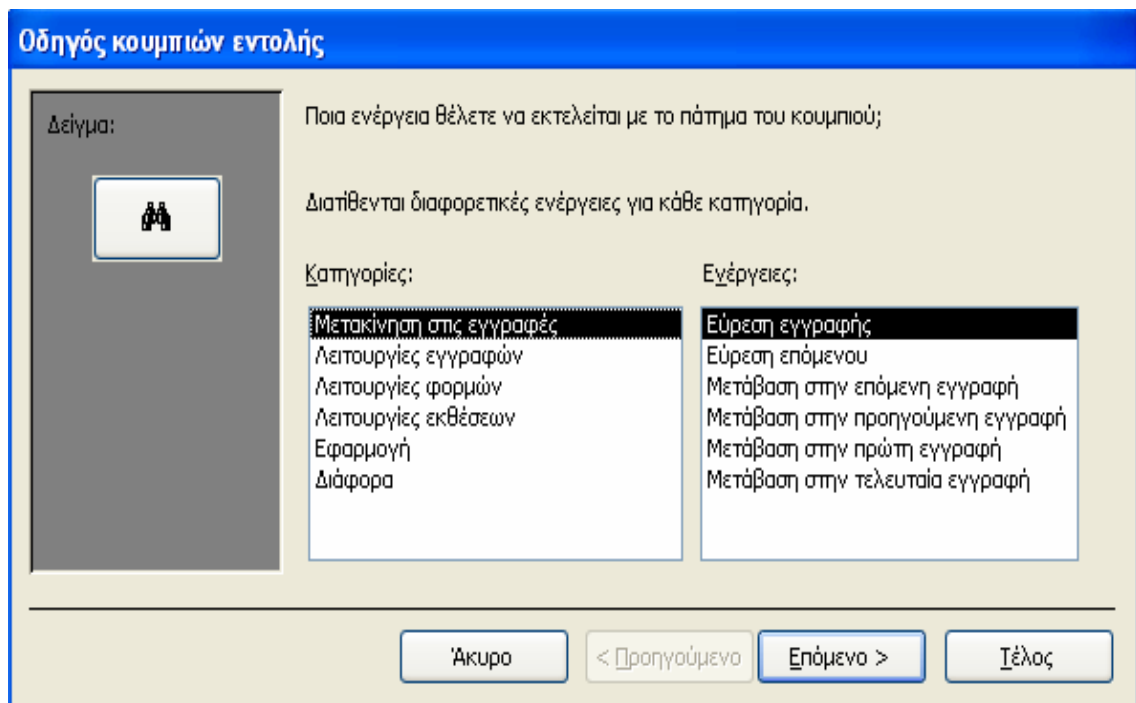 Οδηγός κουμπιών εντολής
Δείγμα:
Ποια ενέργεια θέλετε να εκτελείται με το πάτημα του κουμπιού;
Διατίθενται διαφορετικές ενέργειες για κάθε κατηγορία.
Κατηγορίες:
Μετακίνηση στις εγγραφές
Λειτουργίες εγγραφών
Λειτουργίες φορμών
Λειτουργίες εκθέσεων
Εφαρμογή
Διάφορα
Ενέργειες:
Εύρεση εγγραφής
Εύρεση επόμενου
Μετάβαση στην επόμενη εγγραφή
Μετάβαση στην προηγούμενη εγγραφή
Μετάβαση στην πρώτη εγγραφή
Μετάβαση στην τελευταία εγγραφή
Άκυρο
< Προηγούμενο
Επόμενο >
Τέλος